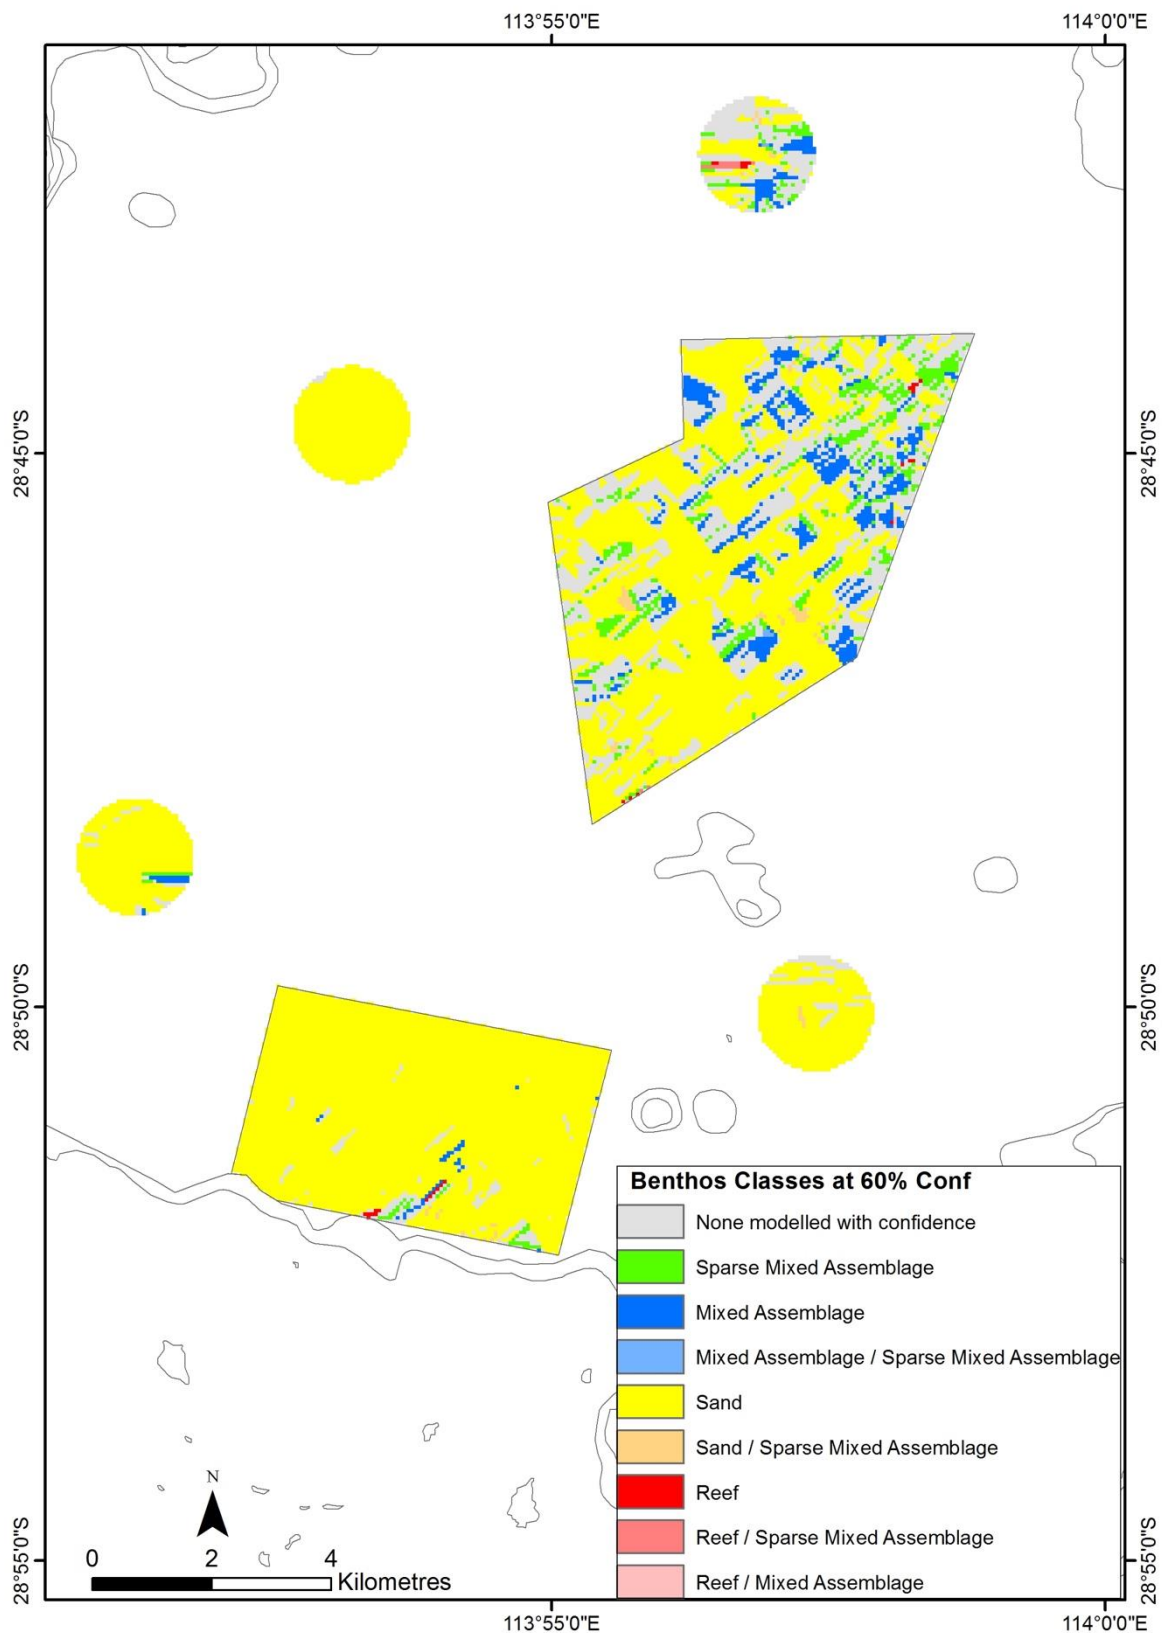 113°55'0"E
114°0'0"E
28°45'0"S
28°45'0"S
28°50'0"S
28°50'0"S
Benthos Classes at 60% Conf
None modelled with confidence
Sparse Mixed Assemblage
Mixed Assemblage
Mixed Assemblage / Sparse Mixed Assemblage
Sand
Sand / Sparse Mixed Assemblage
Reef
Reef / Sparse Mixed Assemblage
Reef / Mixed Assemblage
N
0 2 4
Kilometres
28°55'0"S
28°55'0"S
113°55'0"E
114°0'0"E